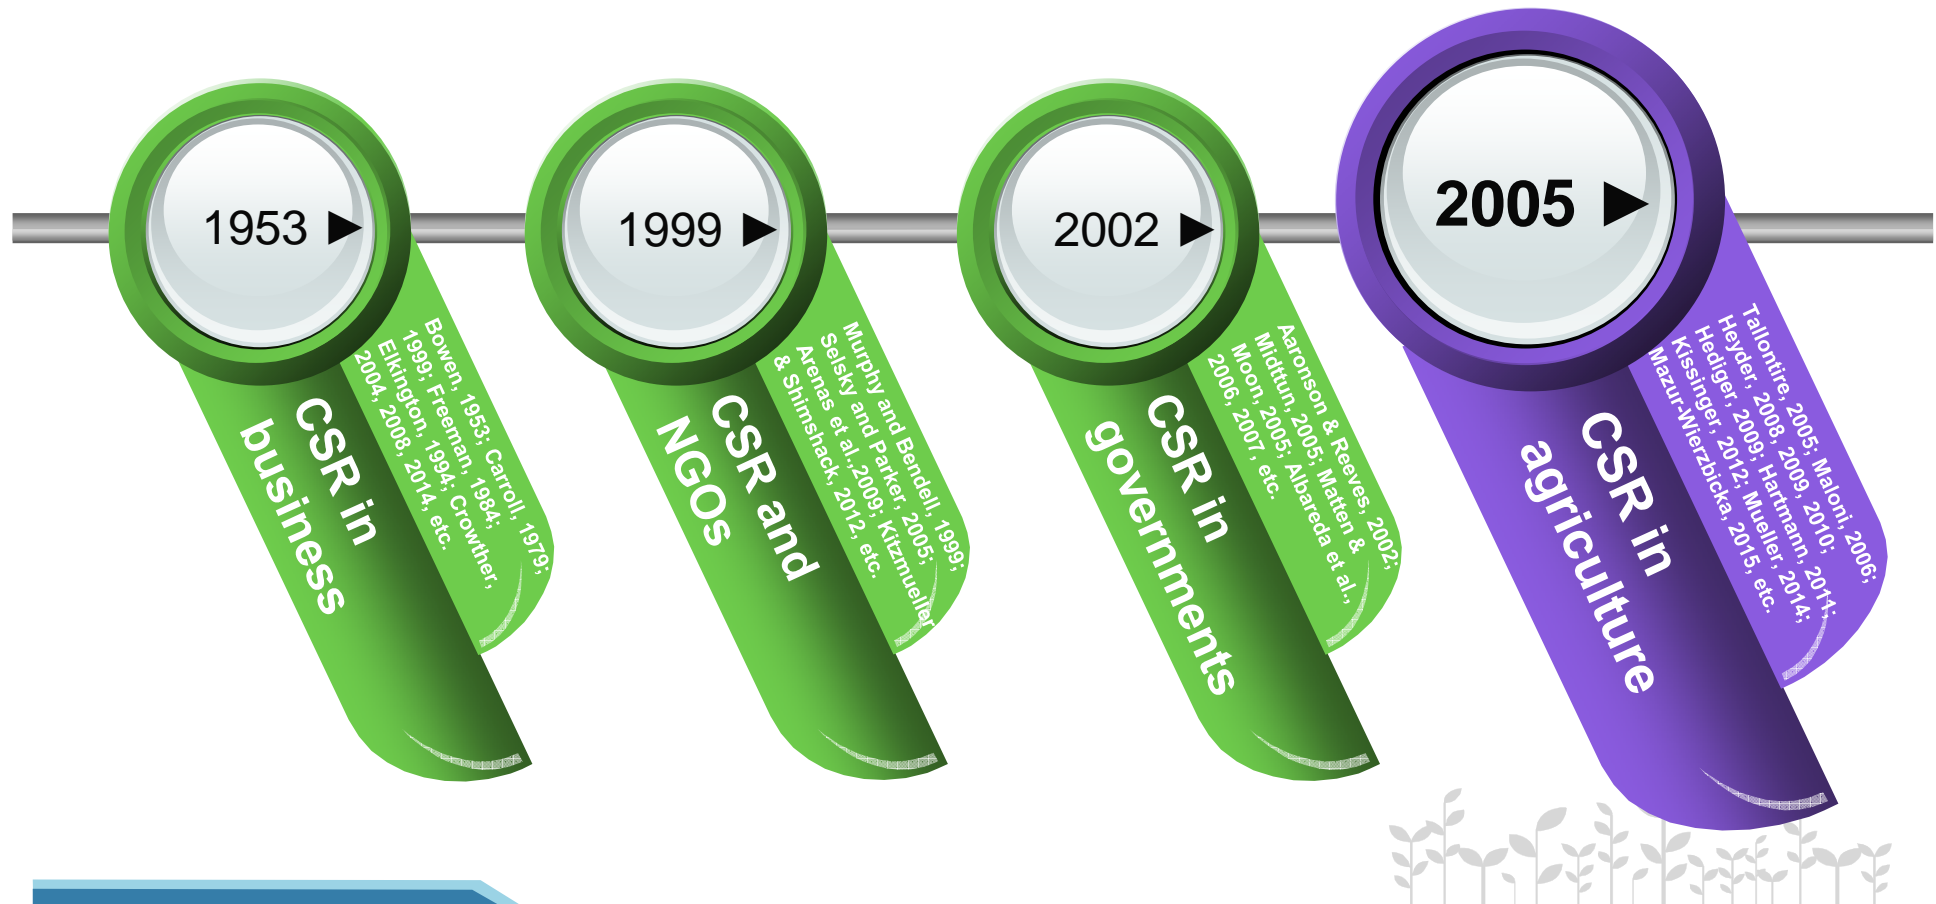 1953
CSR in
business
Bowen, 1953; Carroll, 1979;
1999; Freeman, 1984;
Elkington, 1994; Crowther,
2004, 2008, 2014, etc.
1999
CSR and
NGOs
Murphy and Bendell, 1999;
Selsky and Parker, 2005;
Arenas et al.,2009; Kitzmueller
& Shimshack, 2012, etc.
2002
CSR in
governments
Aaronson & Reeves, 2002;
Midttun, 2005; Matten &
Moon, 2005; Albareda et al.,
2006, 2007, etc.
2005
CSR in
agriculture
Tallontire, 2005; Maloni, 2006;
Heyder, 2008, 2009, 2010;
Hediger, 2009; Hartmann, 2011;
Kissinger, 2012; Mueller, 2014;
Mazur-Wierzbicka, 2015, etc.